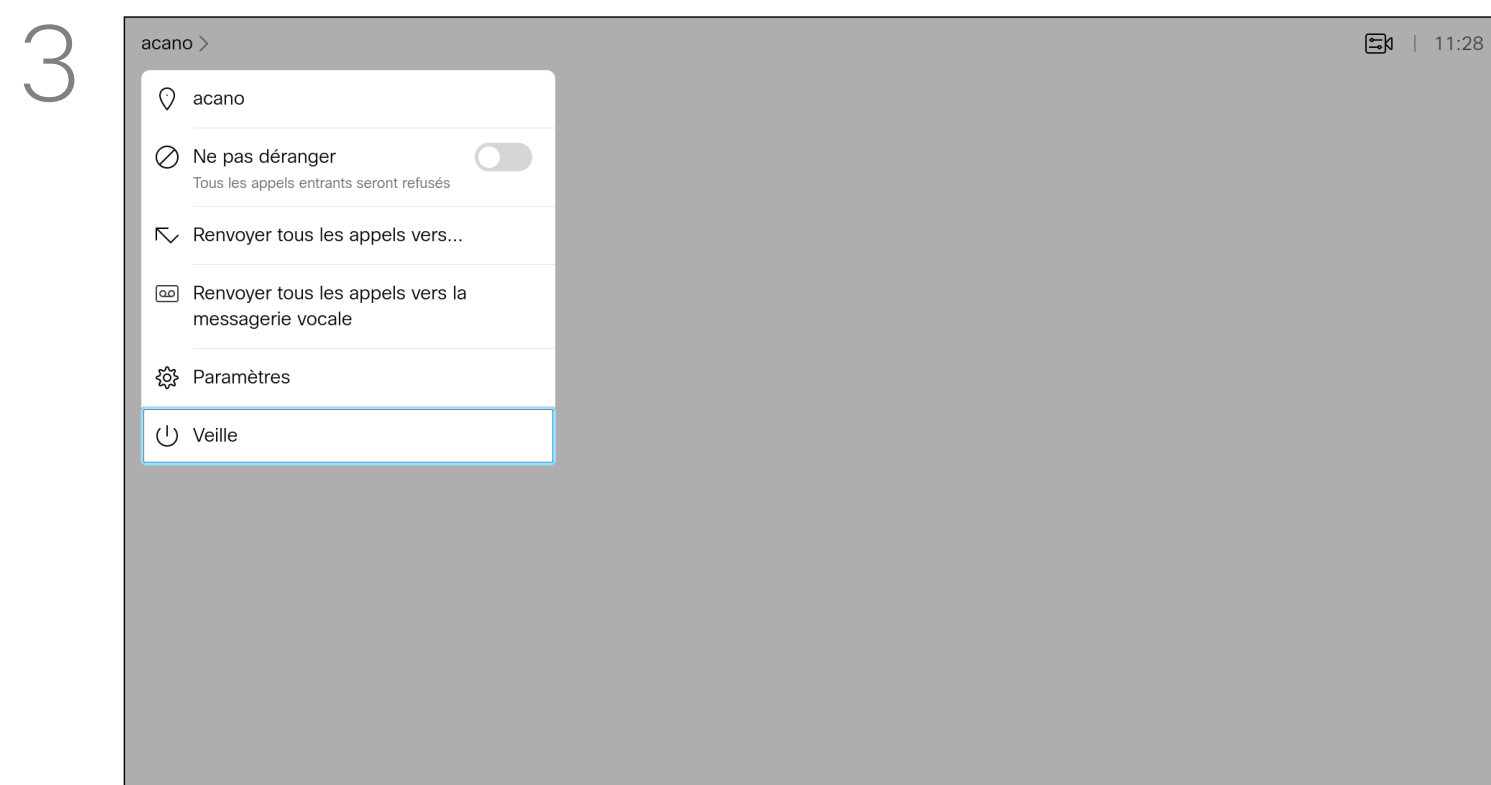 3
acano
11:28
acano
Ne pas déranger
Tous les appels entrants seront refusés
Renvoyer tous les appels vers...
Renvoyer tous les appels vers la
messagerie vocale
Paramètres
Veille